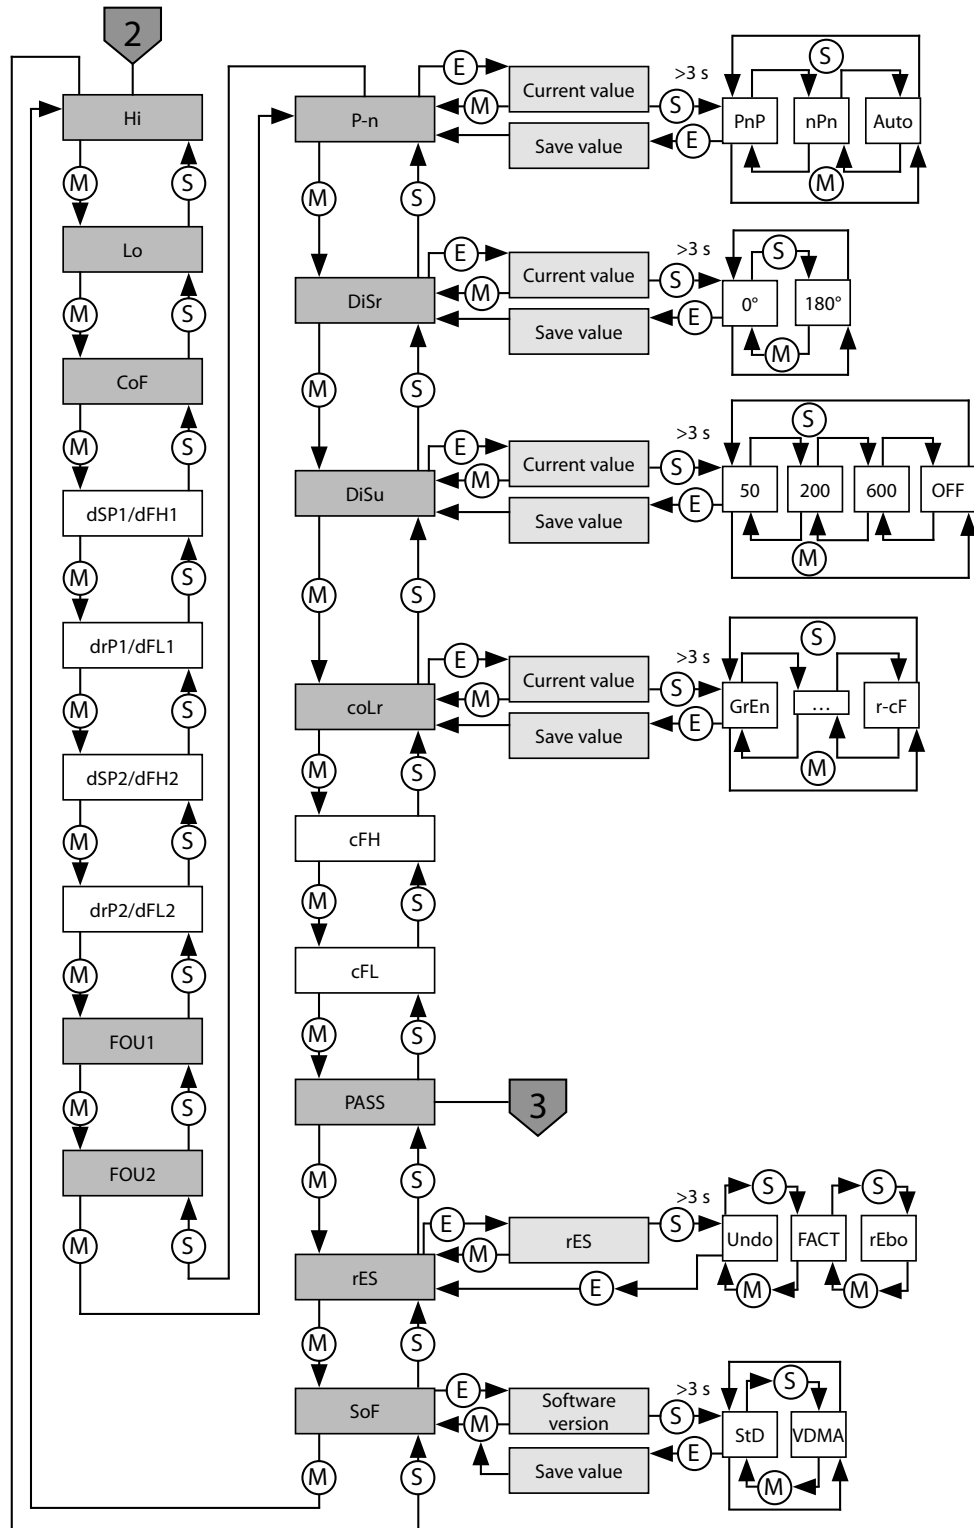 2
Hi
M
S
Lo
M
S
CoF
M
S
dSP1/dFH1
M
S
drP1/dFL1
M
S
dSP2/dFH2
M
S
drP2/dFL2
M
S
FOU1
M
S
FOU2
M
S
P-n
E
Current value
M
Save value
>3 s
S
E
S
PnP
nPn
Auto
M
M
S
DiSr
E
Current value
M
Save value
>3 s
S
E
S
0°
180°
M
M
S
DiSu
E
Current value
M
Save value
>3 s
S
E
S
50
200
600
OFF
M
M
S
coLr
E
Current value
M
Save value
>3 s
S
E
S
GrEn
...
r-cF
M
M
S
cFH
M
S
cFL
M
S
PASS
3
M
S
rES
E
rES
M
E
>3 s
S
S
S
Undo
FACT
rEbo
M
M
M
S
SoF
E
Software
version
M
Save value
>3 s
S
E
S
StD
VDMA
M
M
S